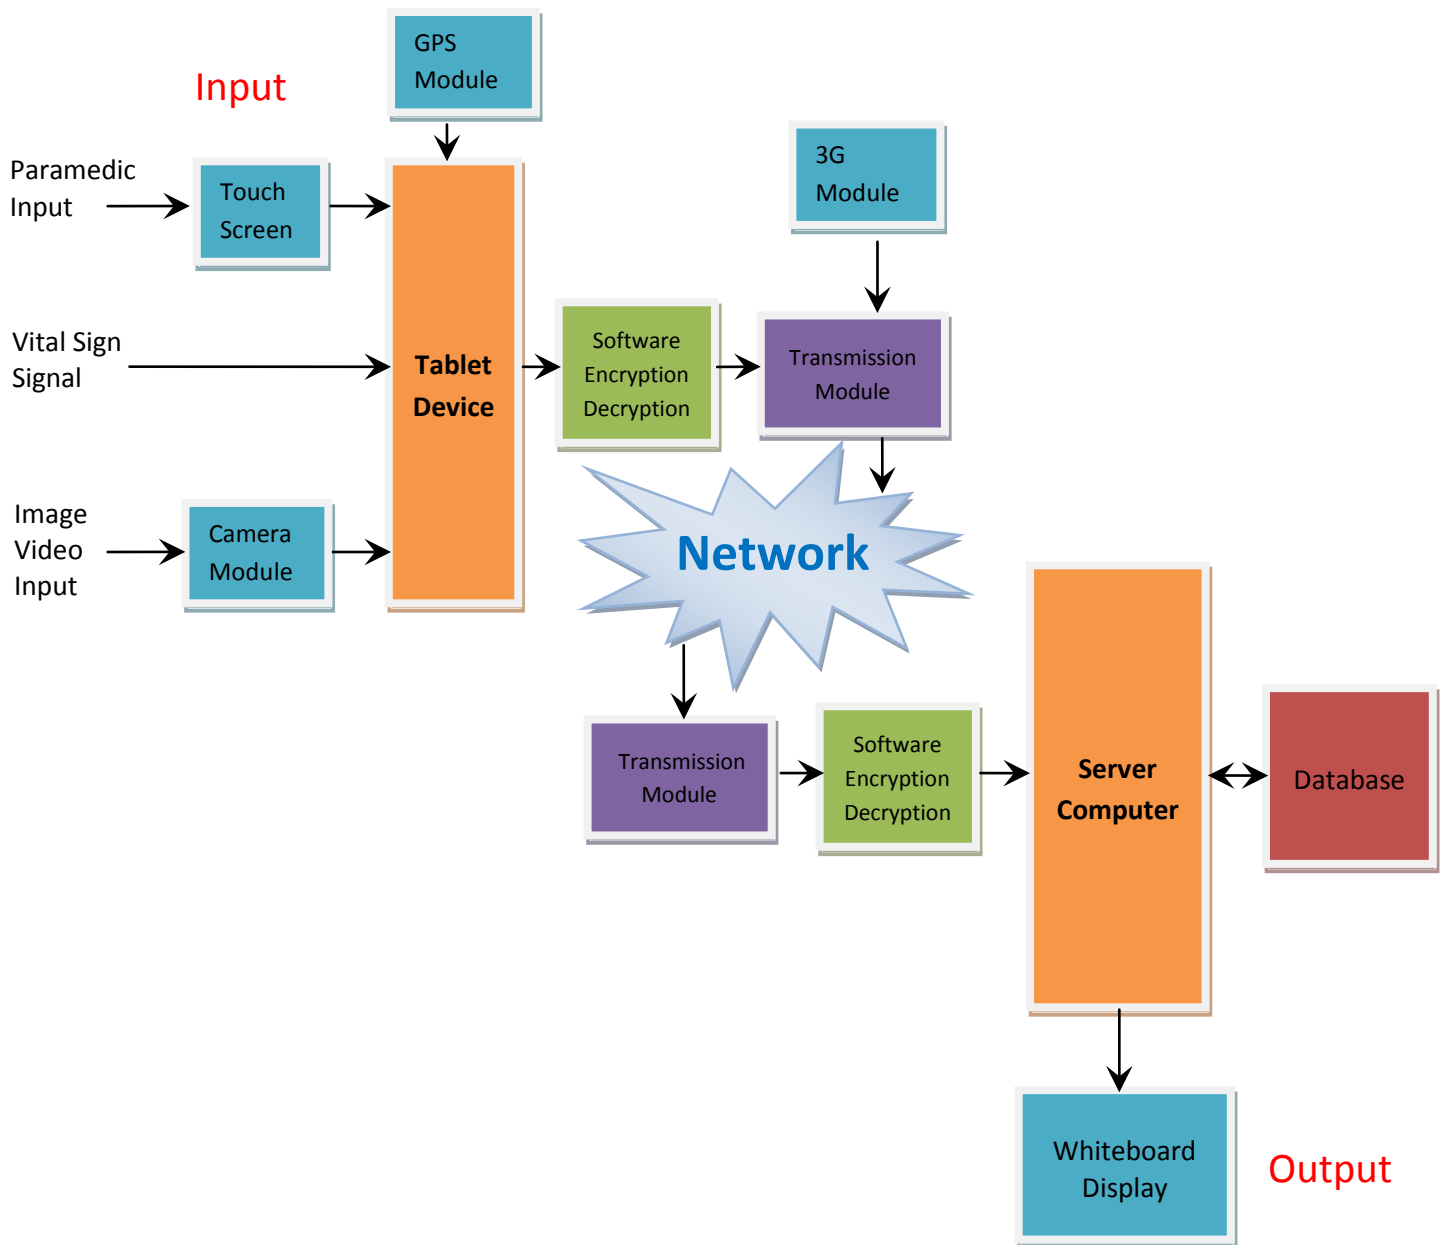 GPS
Module
Input
3G
Module
Paramedic
Input
Touch
Screen
Vital Sign
Signal
Tablet
Device
Software
Encryption
Decryption
Transmission
Module
Image
Video
Input
Camera
Module
Network
Transmission
Module
Software
Encryption
Decryption
Server
Computer
Database
Whiteboard
Display
Output